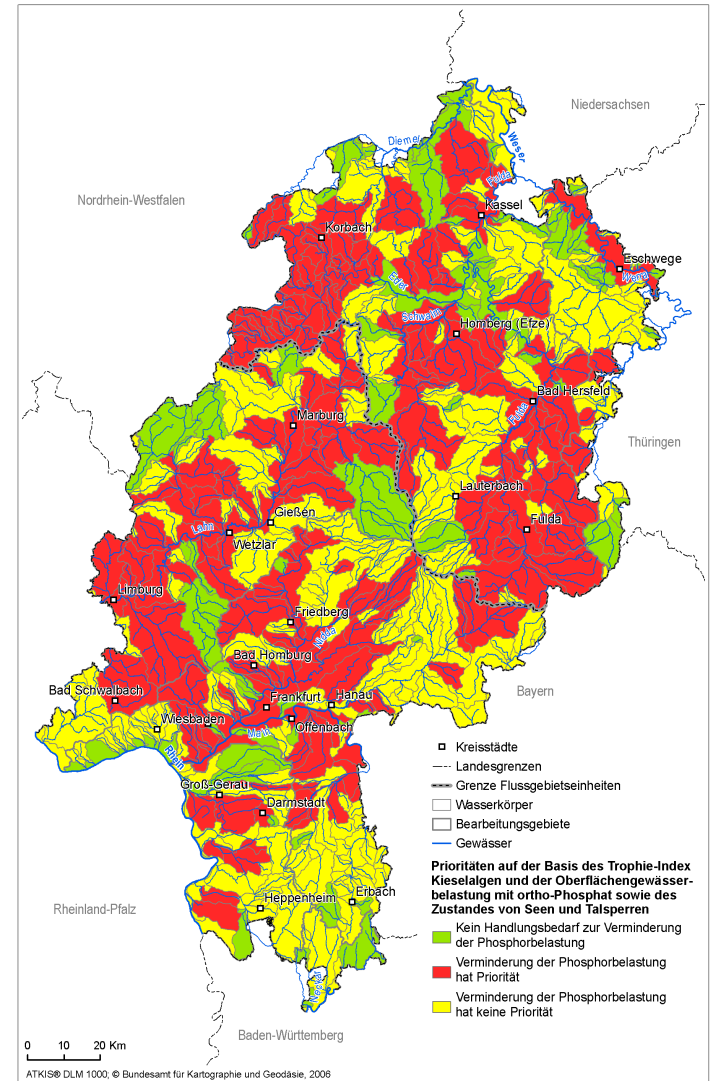 Niedersachsen
Diemel
Weser
Nordrhein-Westfalen
Fulda
Kassel
Korbach
Eschwege
Werra
Eder
Schwalm
Homberg (Efze)
Bad Hersfeld
Fulda
Marburg
Thüringen
Lauterbach
Gießen
Fulda
Lahn
Wetzlar
Limburg
Friedberg
Nidda
Bad Homburg
Bad Schwalbach
Bayern
Frankfurt
Hanau
Wiesbaden
Offenbach
Main
Rhein
Groß-Gerau
Darmstadt
Rheinland-Pfalz
Heppenheim
Erbach
Neckar
Baden-Württemberg
Kreisstädte
Landesgrenzen
Grenze Flussgebietseinheiten
Wasserkörper
Bearbeitungsgebiete
Gewässer
Prioritäten auf der Basis des Trophie-Index
Kieselalgen und der Oberflächengewässer-
belastung mit ortho-Phosphat sowie des
Zustandes von Seen und Talsperren
Kein Handlungsbedarf zur Verminderung
der Phosphorbelastung
Verminderung der Phosphorbelastung
hat Priorität
Verminderung der Phosphorbelastung
hat keine Priorität
0 10 20 Km
ATKIS® DLM 1000; © Bundesamt für Kartographie und Geodäsie, 2006